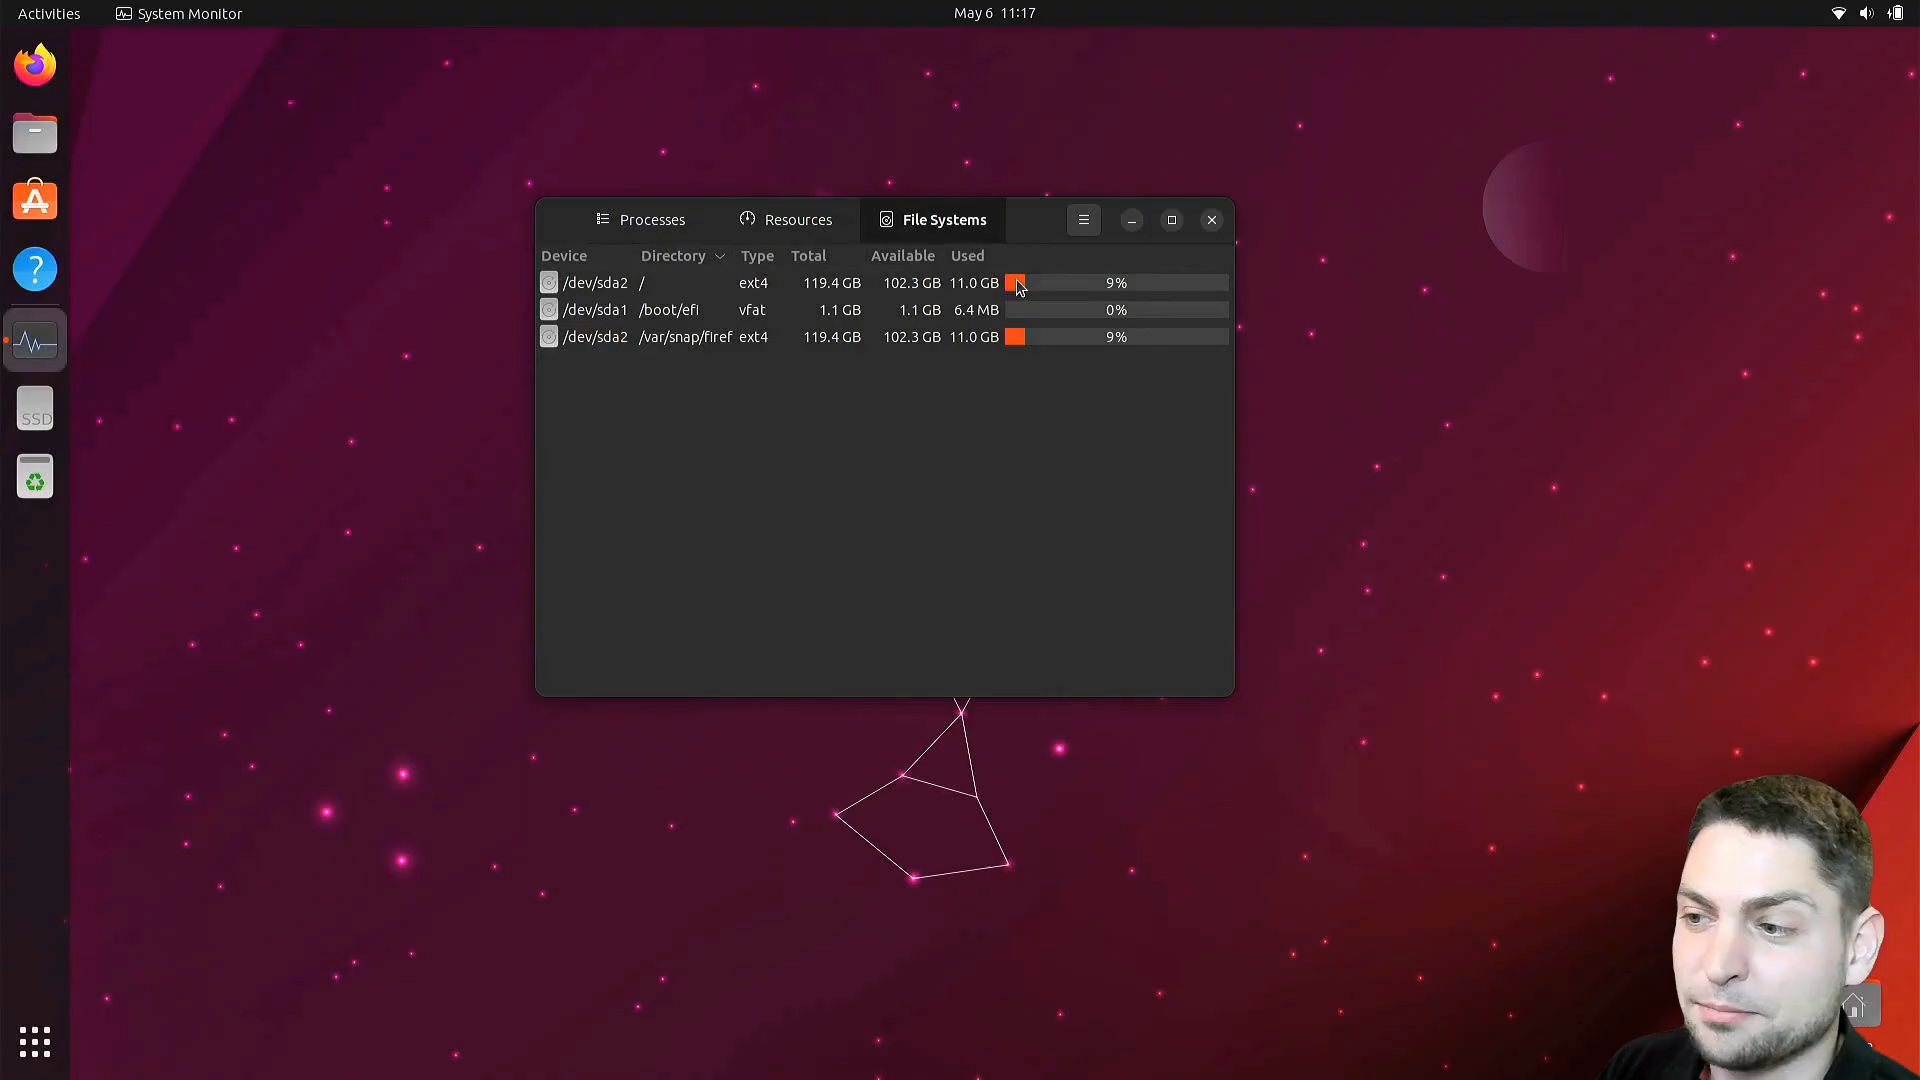 Activities System Monitor May 6 11:17
Processes Resources File Systems
Device Directory Type Total Available Used
/dev/sda2 / ext4 119.4 GB 102.3 GB 11.0 GB 9%
/dev/sda1 /boot/efi vfat 1.1 GB 1.1 GB 6.4 MB 0%
/dev/sda2 /var/snap/firef ext4 119.4 GB 102.3 GB 11.0 GB 9%
SSD